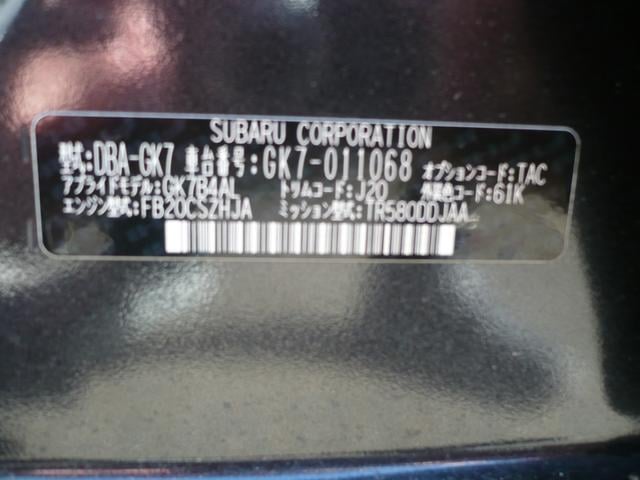 SUBARU CORPORATION
型式:DBA-GK7 車台番号:GK7-011068 オプションコード:TAC
アプライドモデル:GK7B4AL トリムコード:J20 外装色コード:61K
エンジン型式:FB20CSZHJA ミッション型式:TR580DDJAA